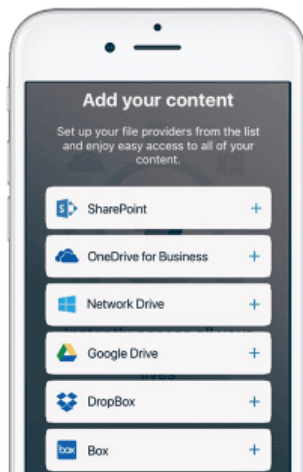 Add your content
Set up your file providers from the list
and enjoy easy access to all of your
content.
SharePoint
OneDrive for Business
Network Drive
Google Drive
DropBox
box Box